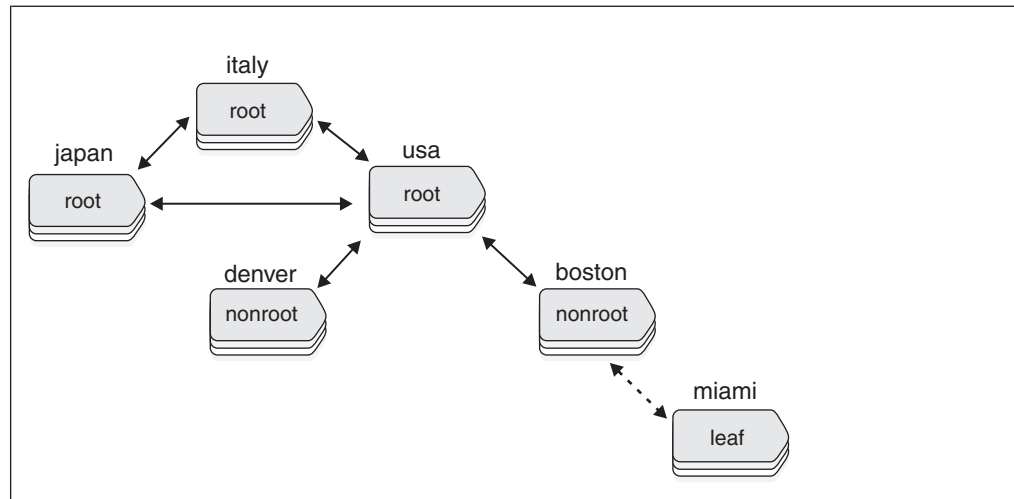 italy
root
japan
root
usa
root
denver
nonroot
boston
nonroot
miami
leaf